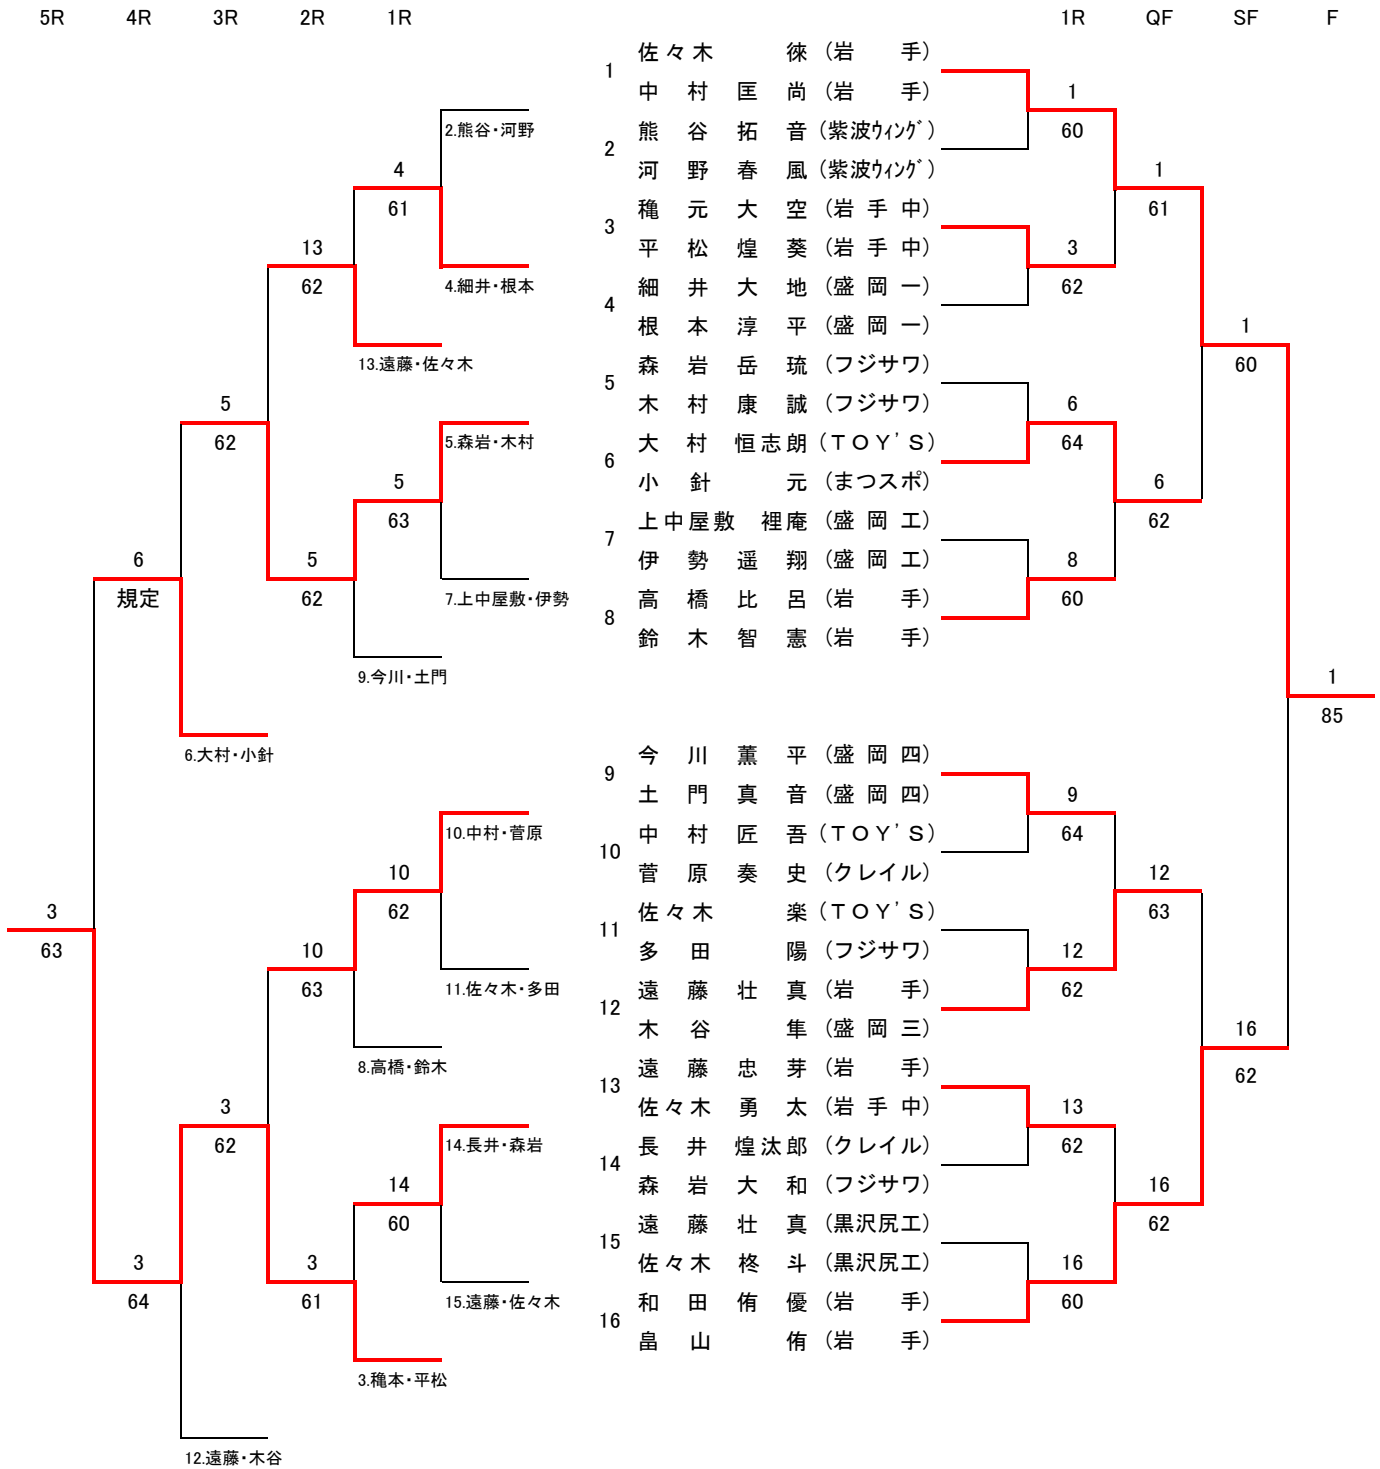 5R 4R 3R 2R 1R
1R QF SF F
2.熊谷・河野
4
61
4.細井・根本
13
62
13.遠藤・佐々木
5
62
5.森岩・木村
5
63
7.上中屋敷・伊勢
5
62
9.今川・土門
6
規定
6.大村・小針
3
63
10.中村・菅原
10
62
11.佐々木・多田
10
63
8.高橋・鈴木
3
62
14.長井・森岩
14
60
15.遠藤・佐々木
3
61
3.穐本・平松
3
64
12.遠藤・木谷
1
佐々木 徠 (岩 手)
中村匡尚 (岩 手)
2
熊谷拓音 (紫波ウィング)
河野春風 (紫波ウィング)
3
穐元大空 (岩手中)
平松煌葵 (岩手中)
4
細井大地 (盛岡一)
根本淳平 (盛岡一)
5
森岩岳琉 (フジサワ)
木村康誠 (フジサワ)
6
大村恒志朗 (TOY'S)
小針 元 (まつスポ)
7
上中屋敷 裡庵 (盛岡工)
伊勢遥翔 (盛岡工)
8
高橋比呂 (岩 手)
鈴木智憲 (岩 手)
9
今川薫平 (盛岡四)
土門真音 (盛岡四)
10
中村匠吾 (TOY'S)
菅原奏史 (クレイル)
11
佐々木 楽 (TOY'S)
多田 陽 (フジサワ)
12
遠藤壮真 (岩 手)
木谷 隼 (盛岡三)
13
遠藤忠芽 (岩 手)
佐々木勇太 (岩手中)
14
長井煌汰郎 (クレイル)
森岩大和 (フジサワ)
15
遠藤壮真 (黒沢尻工)
佐々木柊斗 (黒沢尻工)
16
和田侑優 (岩 手)
畠山 侑 (岩 手)
1
60
1
61
3
62
1
60
6
64
6
62
8
60
1
85
9
64
12
63
12
62
16
62
13
62
16
62
16
60